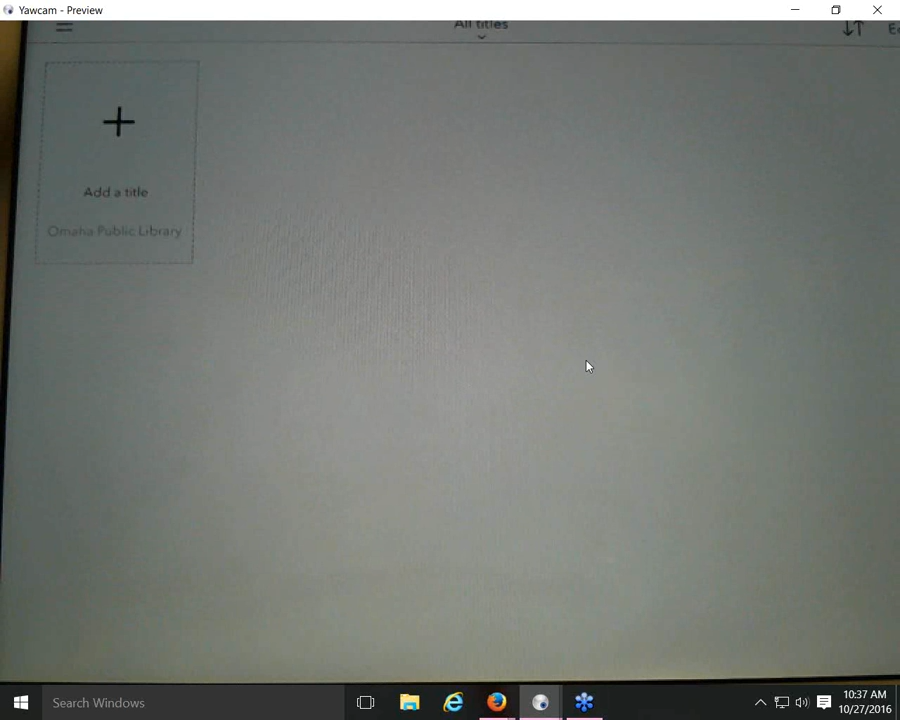 Yawcam - Preview
All titles
Add a title
Omaha Public Library
Search Windows
10:37 AM
10/27/2016